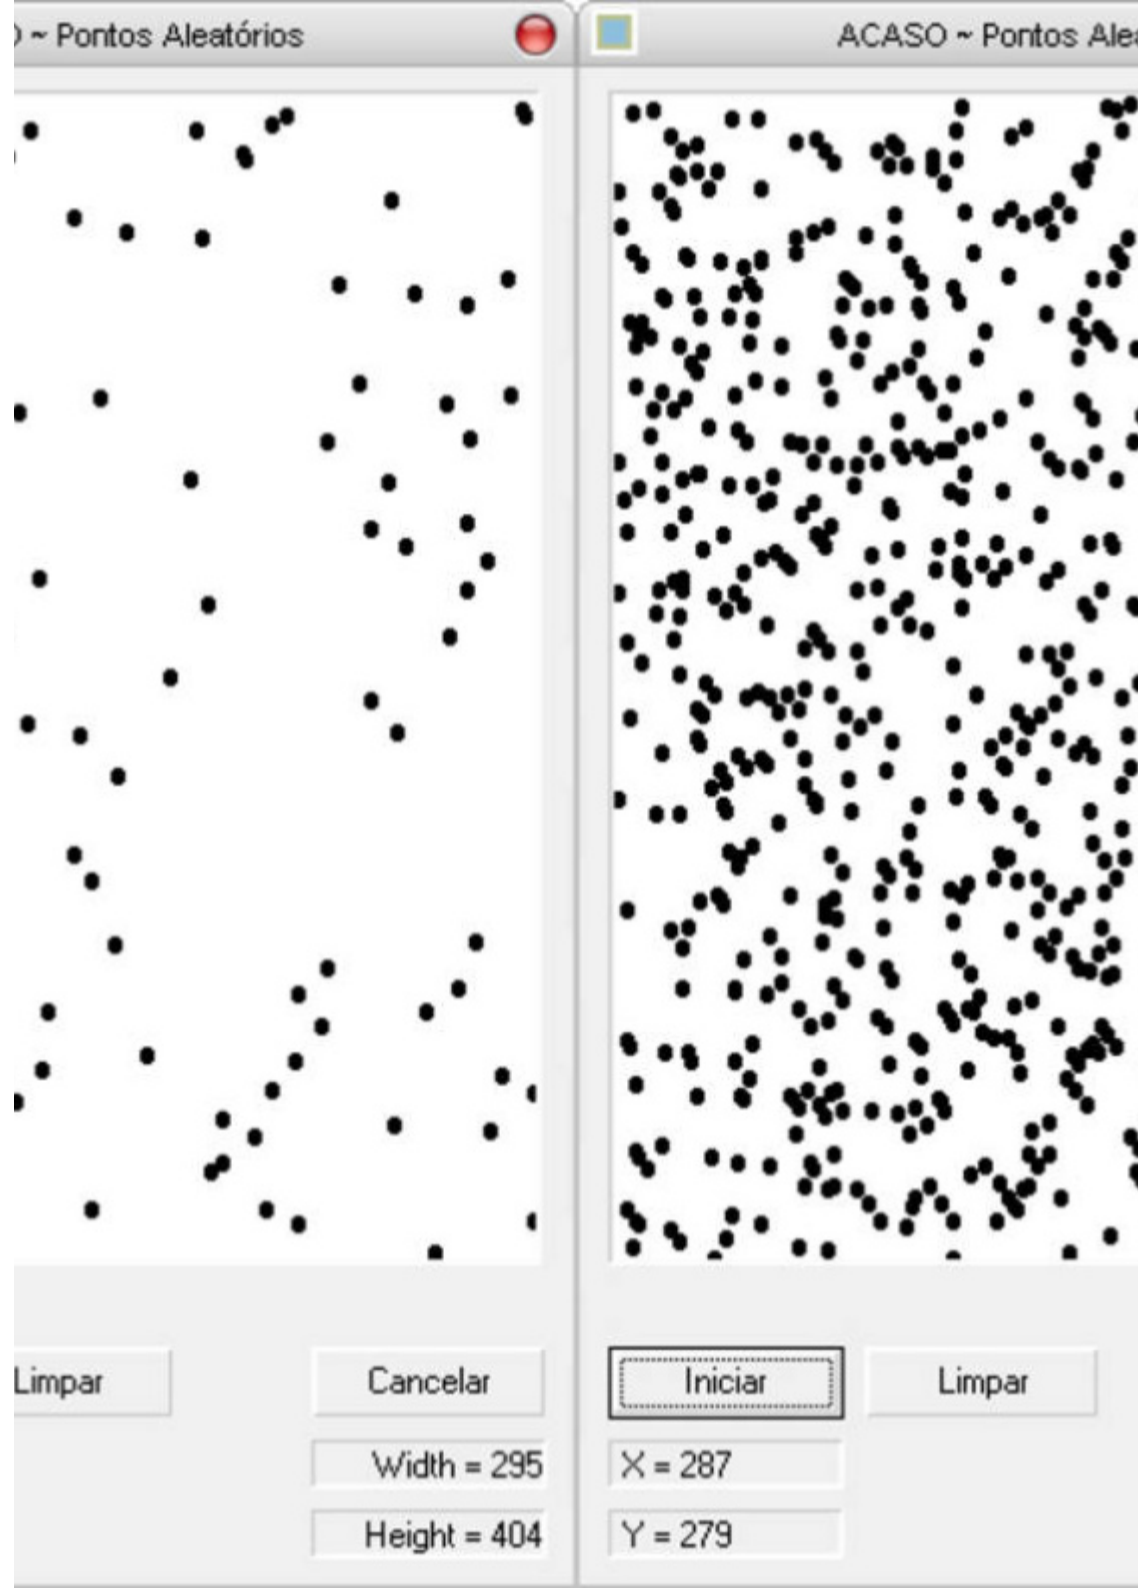 ~ Pontos Aleatórios
ACASO ~ Pontos
Limpar
Cancelar
Width = 295
Height = 404
Iniciar
Limpar
X = 287
Y = 279